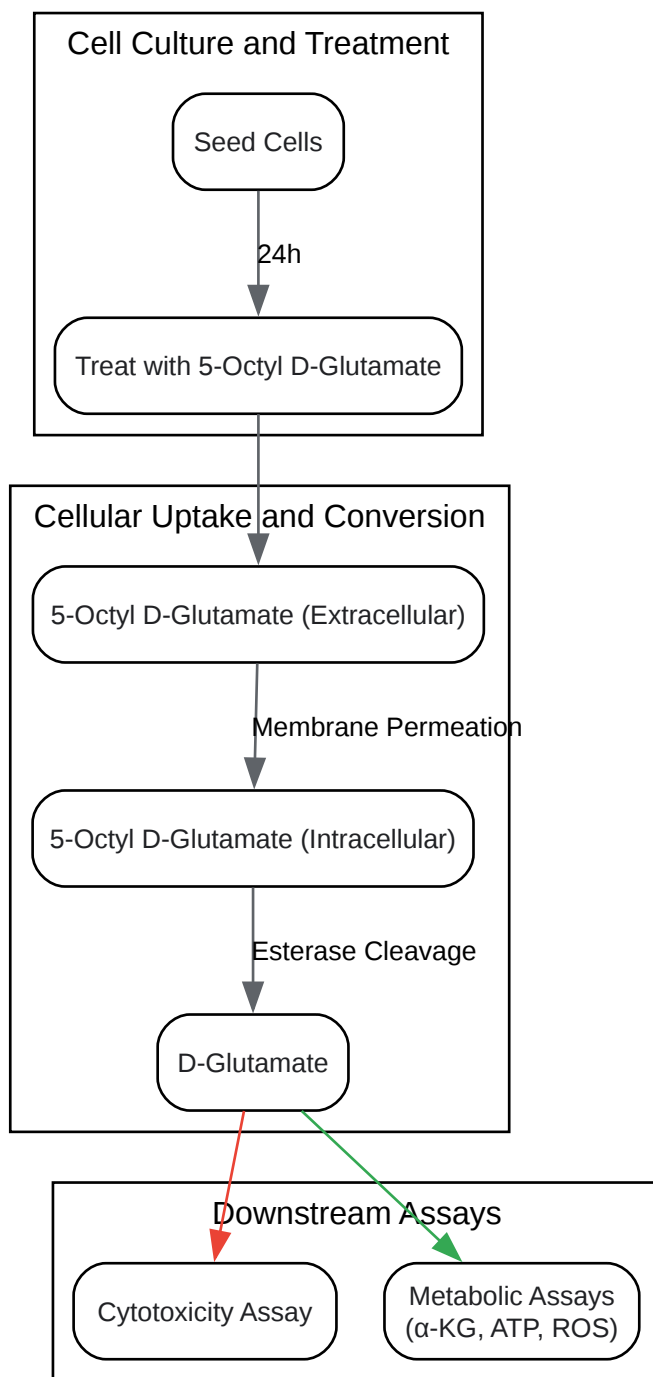 Cell Culture and Treatment
Seed Cells
24h
Treat with 5-Octyl D-Glutamate
Cellular Uptake and Conversion
5-Octyl D-Glutamate (Extracellular)
Membrane Permeation
5-Octyl D-Glutamate (Intracellular)
Esterase Cleavage
D-Glutamate
Downstream Assays
Cytotoxicity Assay
Metabolic Assays
(α-KG, ATP, ROS)